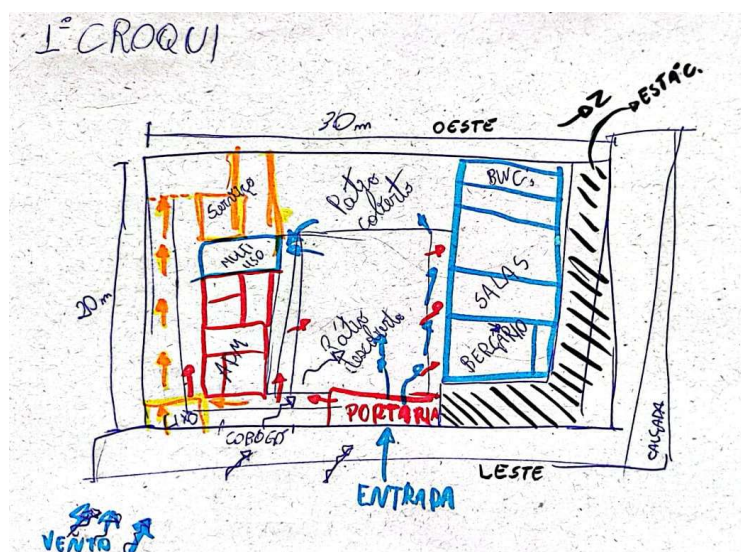 1º CROQUI
ESTAC.
N
30m
OESTE
BWCs
Serviço
Pátio coberto
MULTI
USO
SALAS
20m
Pátio descoberto
ADM
BERÇÁRIO
LIXO
PORTARIA
COBOGÓ
CALÇADA
LESTE
ENTRADA
VENTO